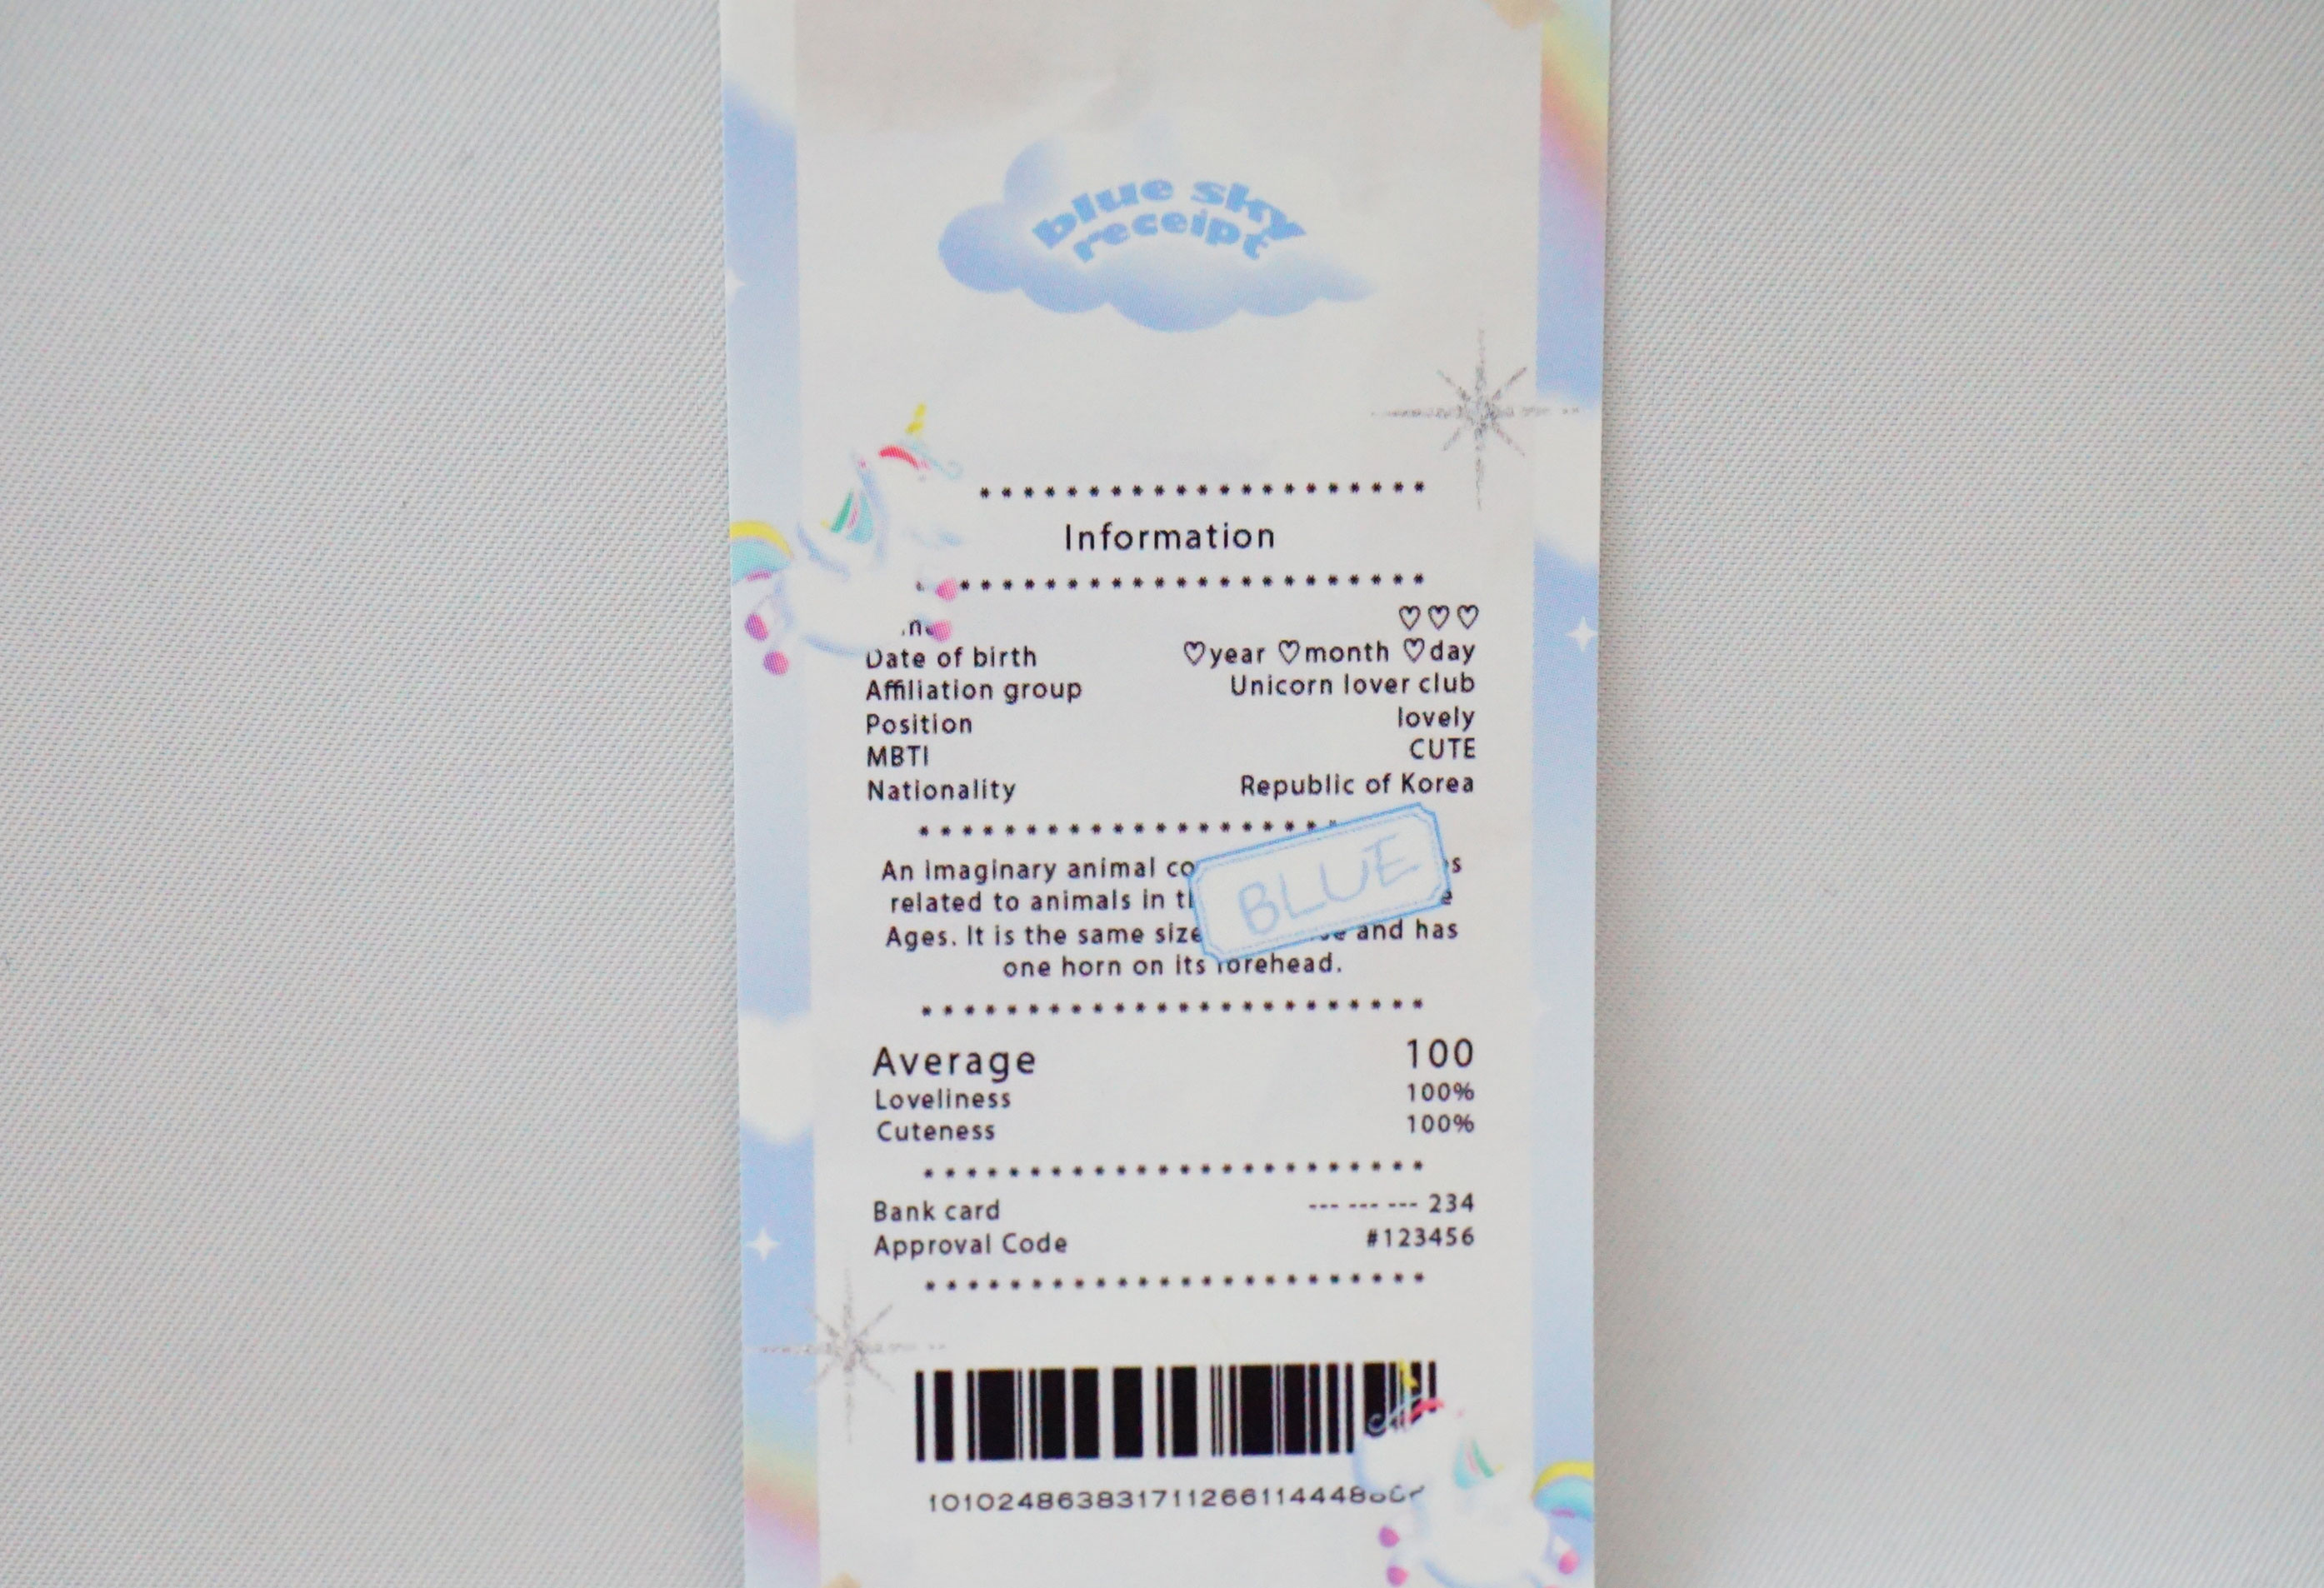 blue sky
receipt
Information
♡♡♡
Date of birth ♡year ♡month ♡day
Affiliation group Unicorn lover club
Position lovely
MBTI CUTE
Nationality Republic of Korea
BLUE
An imaginary animal
related to animals in
Ages. It is the same size and has
one horn on its forehead.
Average 100
Loveliness 100%
Cuteness 100%
Bank card --- --- --- 234
Approval Code #123456